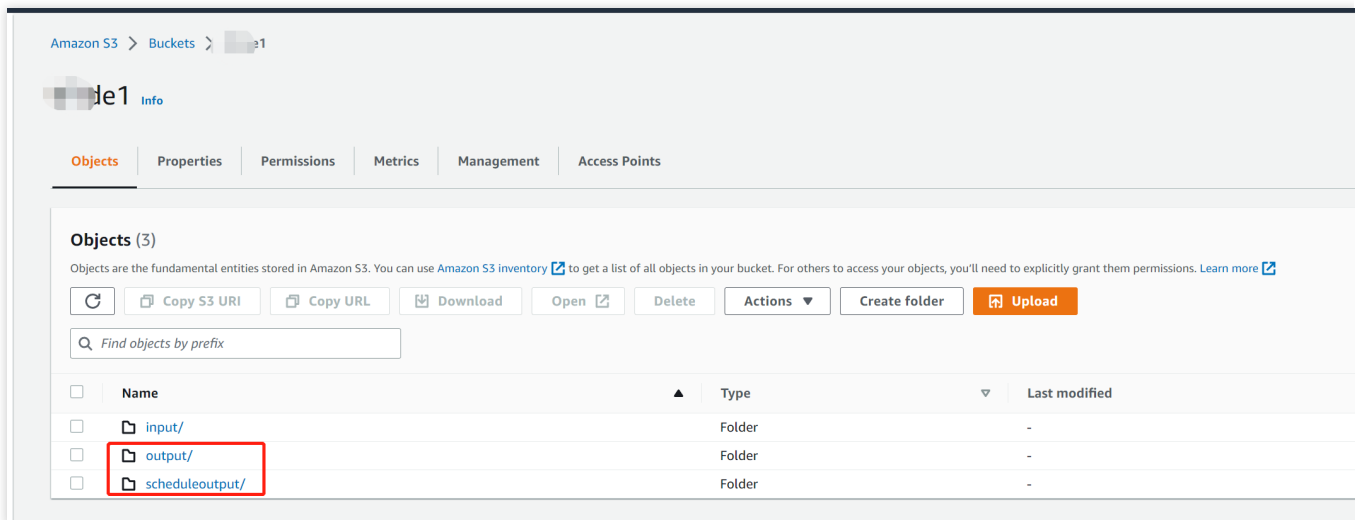 Amazon S3 > Buckets > e1
de1 Info
Objects Properties Permissions Metrics Management Access Points
Objects (3)
Objects are the fundamental entities stored in Amazon S3. You can use Amazon S3 inventory to get a list of all objects in your bucket. For others to access your objects, you'll need to explicitly grant them permissions. Learn more
Copy S3 URI Copy URL Download Open Delete Actions Create folder Upload
Find objects by prefix
Name Type Last modified
input/ Folder -
output/ Folder -
scheduleoutput/ Folder -